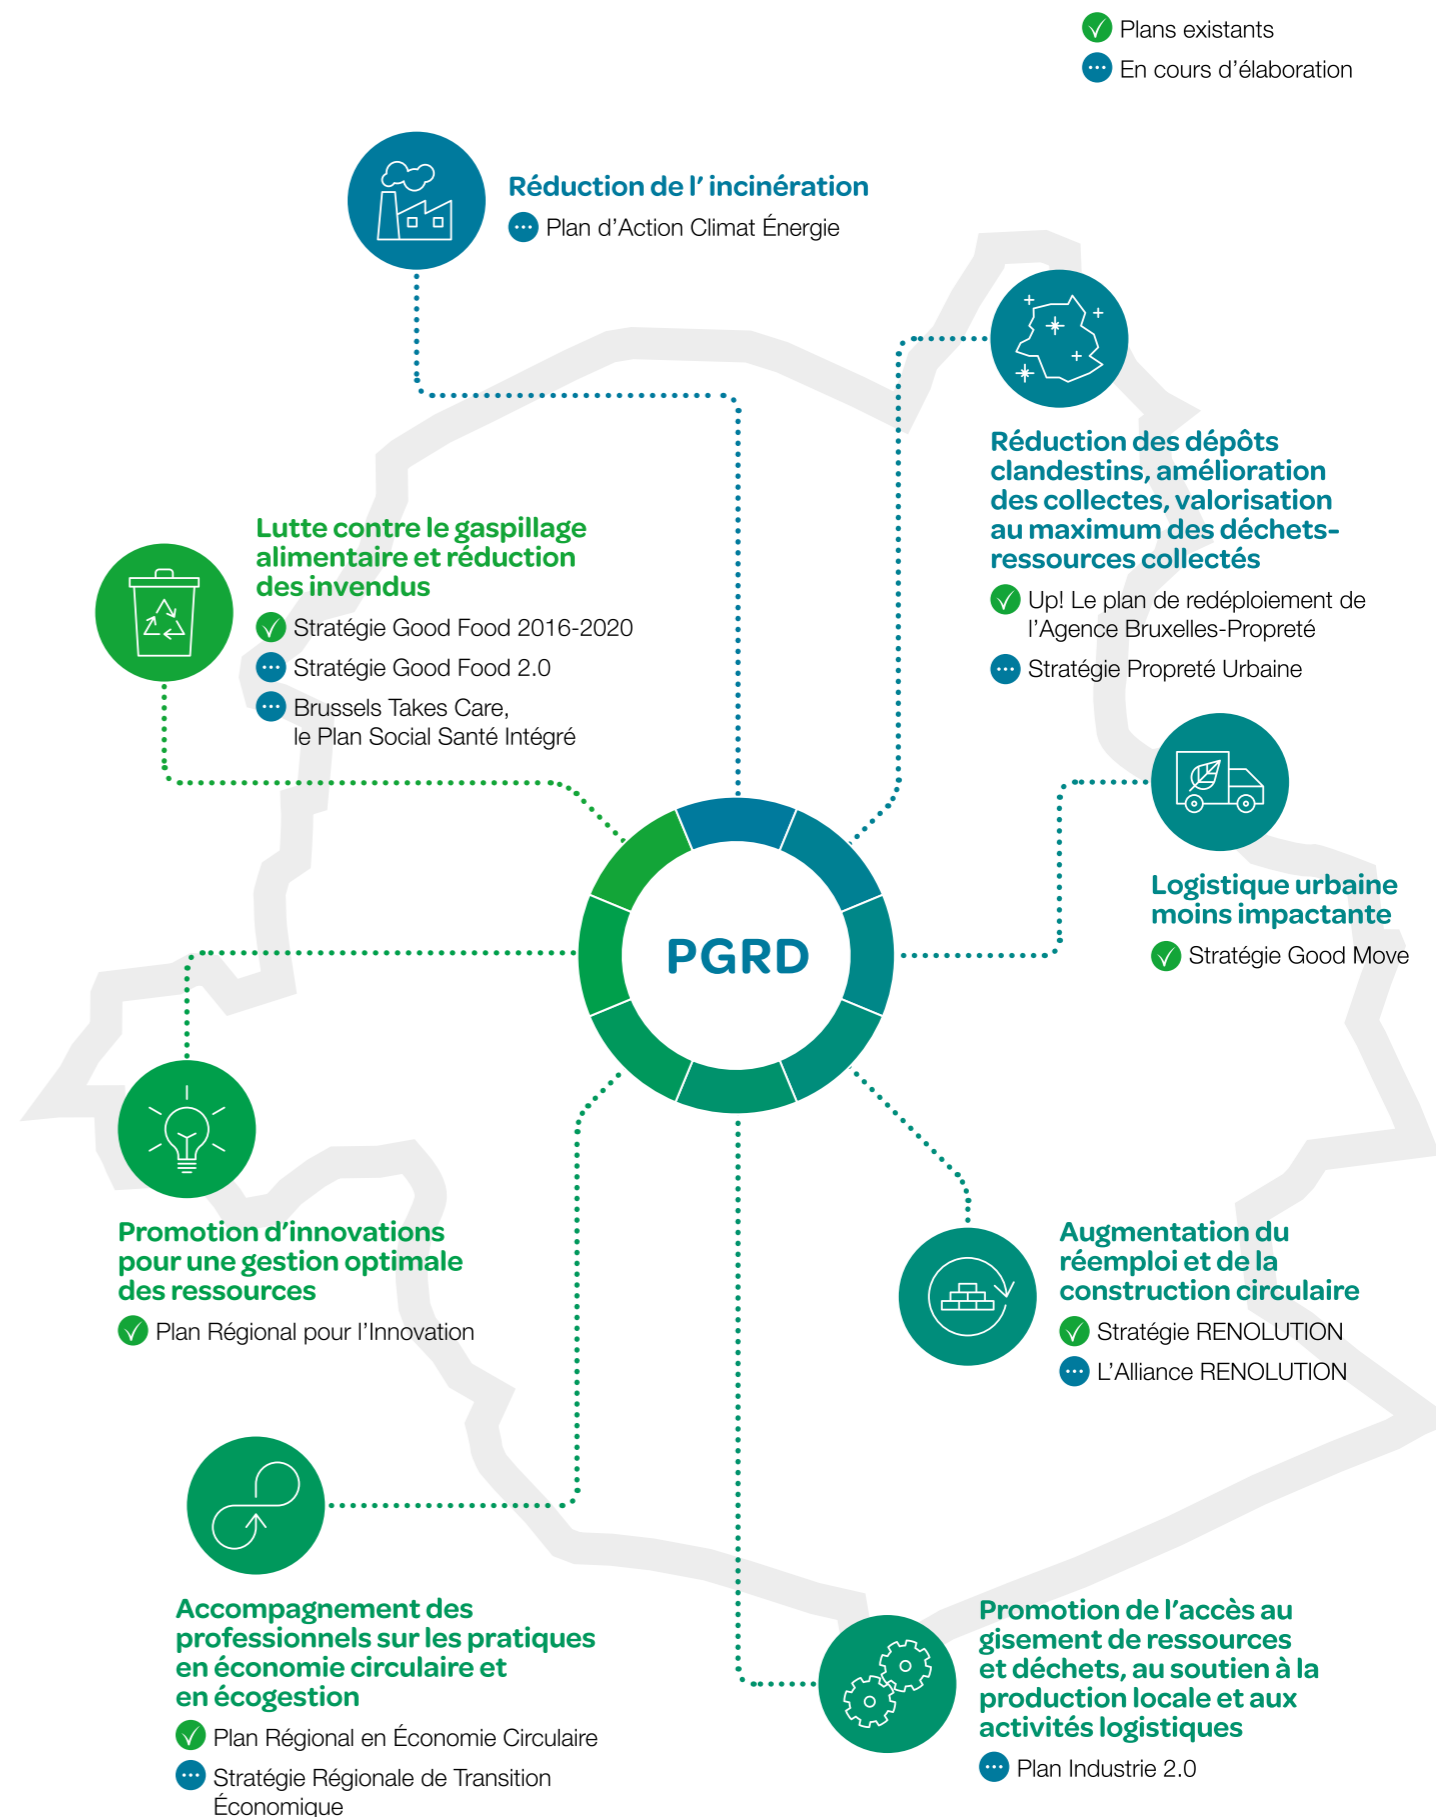 Plans existants
En cours d'élaboration
Réduction de l' incinération
Plan d'Action Climat Énergie
Réduction des dépôts
clandestins, amélioration
des collectes, valorisation
au maximum des déchets-
ressources collectés
Up! Le plan de redéploiement de
l'Agence Bruxelles-Propreté
Stratégie Propreté Urbaine
Lutte contre le gaspillage
alimentaire et réduction
des invendus
Stratégie Good Food 2016-2020
Stratégie Good Food 2.0
Brussels Takes Care,
le Plan Social Santé Intégré
Logistique urbaine
moins impactante
Stratégie Good Move
PGRD
Promotion d'innovations
pour une gestion optimale
des ressources
Plan Régional pour l'Innovation
Augmentation du
réemploi et de la
construction circulaire
Stratégie RENOLUTION
L'Alliance RENOLUTION
Accompagnement des
professionnels sur les pratiques
en économie circulaire et
en écogestion
Plan Régional en Économie Circulaire
Stratégie Régionale de Transition
Économique
Promotion de l'accès au
gisement de ressources
et déchets, au soutien à la
production locale et aux
activités logistiques
Plan Industrie 2.0